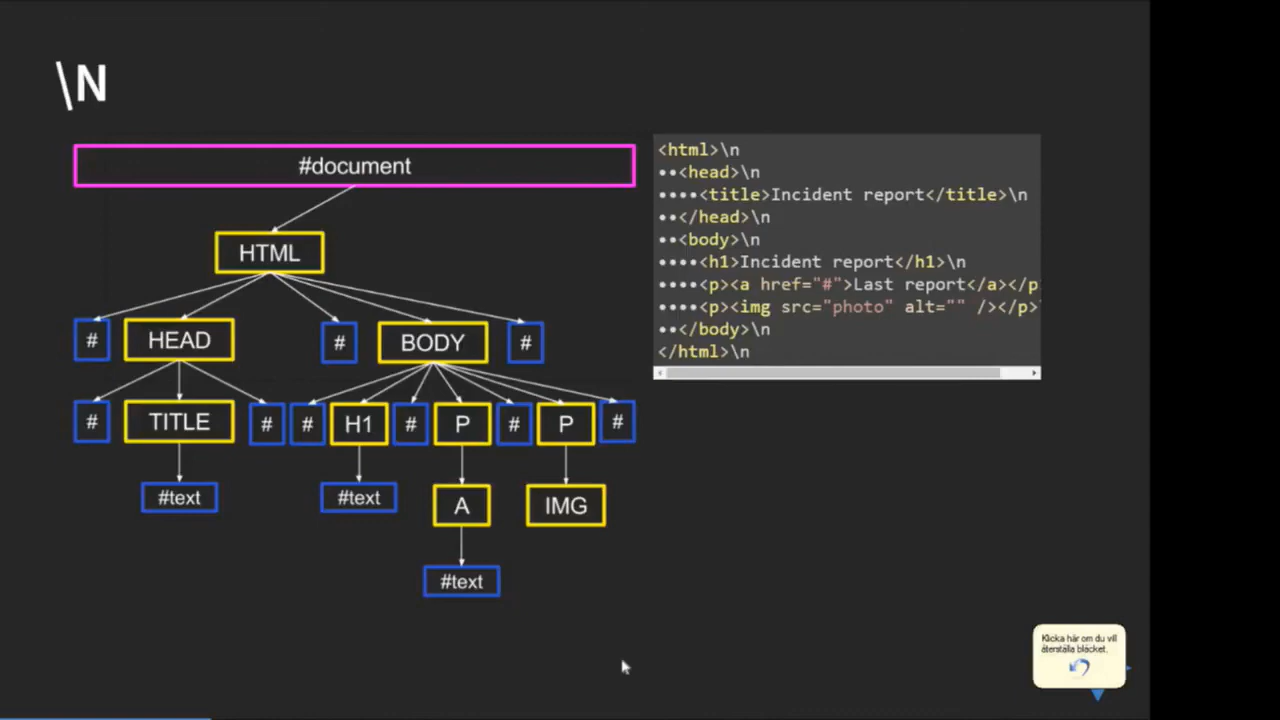 \N
#document
HTML
# HEAD # BODY #
# TITLE # # H1 # P # P #
#text #text A IMG
#text
<html>\n
••<head>\n
••••<title>Incident report</title>\n
••</head>\n
••<body>\n
••••<h1>Incident report</h1>\n
••••<p><a href="#">Last report</a></p
••••<p><img src="photo" alt="" /></p>
••</body>\n
</html>\n
Klicka här om du vill
återställa bläcket.